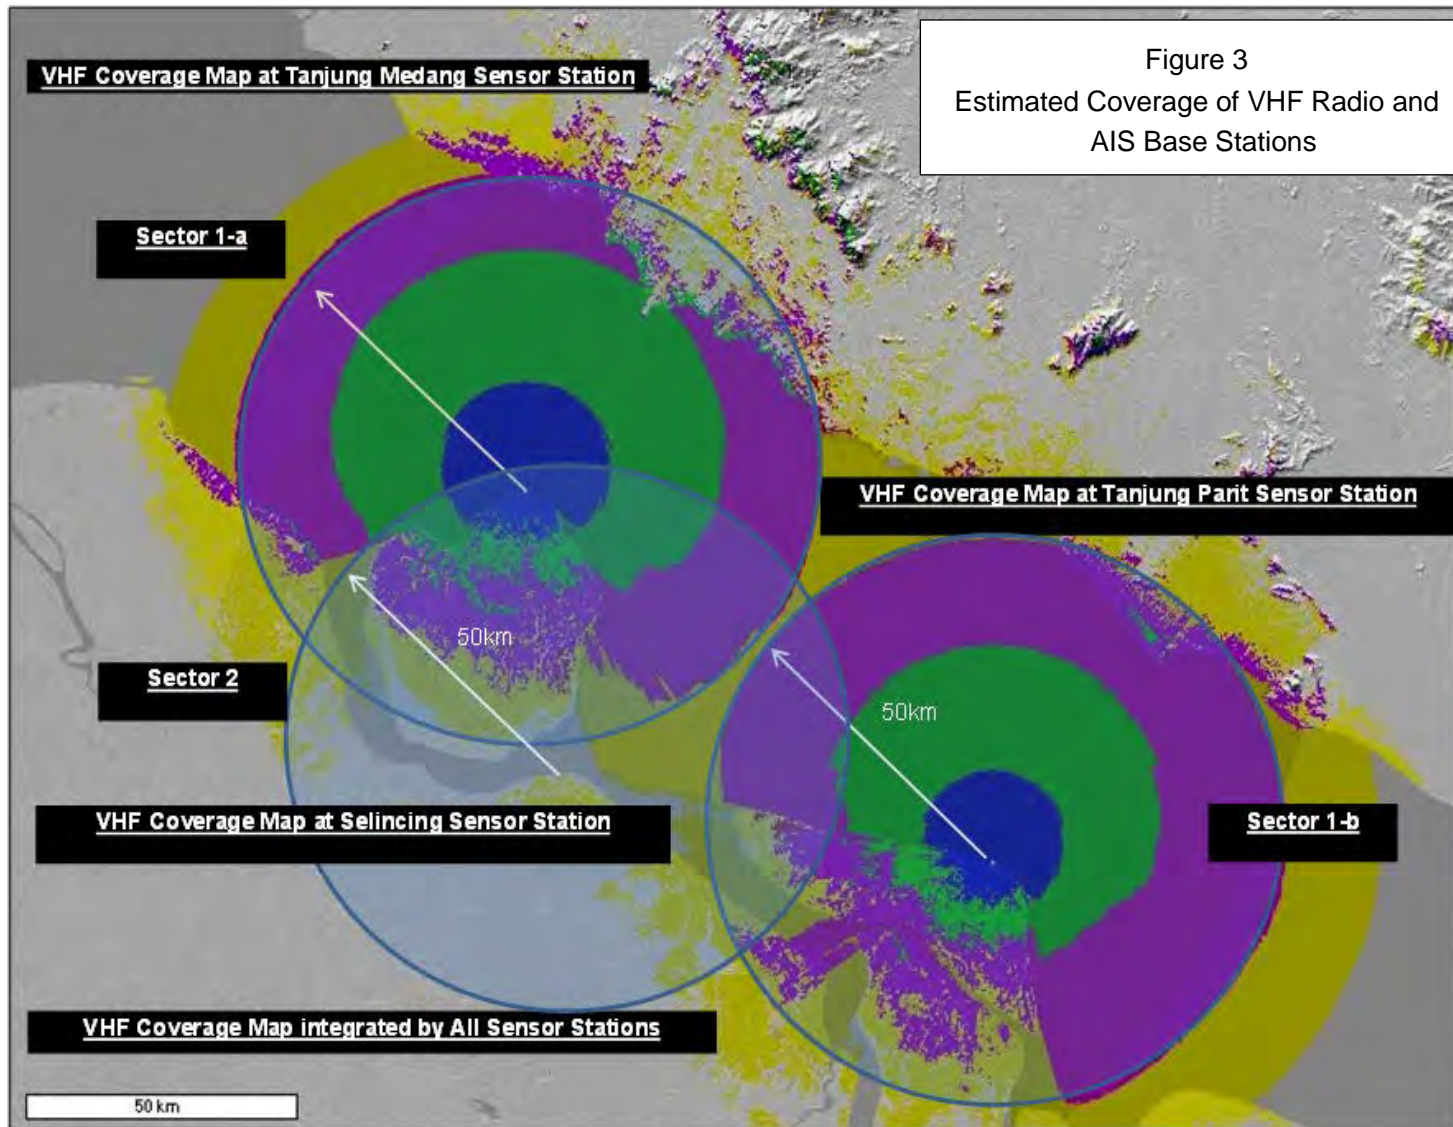 Figure 3
Estimated Coverage of VHF Radio and
AIS Base Stations
VHF Coverage Map at Tanjung Medang Sensor Station
Sector 1-a
VHF Coverage Map at Tanjung Parit Sensor Station
50km
Sector 2
50km
VHF Coverage Map at Selincing Sensor Station
Sector 1-b
VHF Coverage Map integrated by All Sensor Stations
50 km